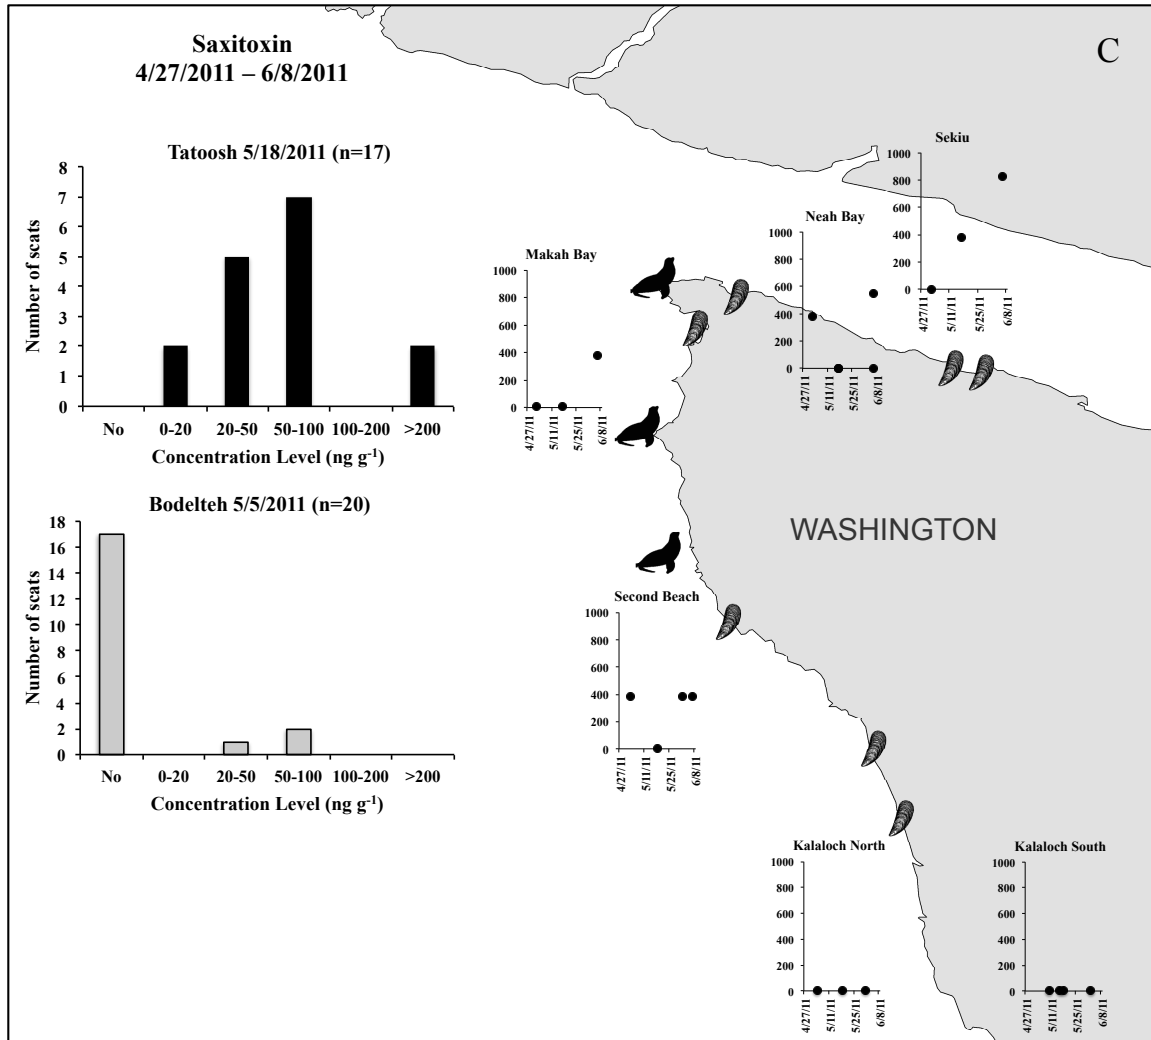 Saxitoxin
4/27/2011 – 6/8/2011
C
Tatoosh 5/18/2011 (n=17)
Number of scats
8
7
6
5
4
3
2
1
0
No 0-20 20-50 50-100 100-200 >200
Concentration Level (ng g⁻¹)
Bodelteh 5/5/2011 (n=20)
Number of scats
18
16
14
12
10
8
6
4
2
0
No 0-20 20-50 50-100 100-200 >200
Concentration Level (ng g⁻¹)
Makah Bay
1000
800
600
400
200
0
4/27/11 5/11/11 5/25/11 6/8/11
Neah Bay
1000
800
600
400
200
0
4/27/11 5/11/11 5/25/11 6/8/11
Sekiu
1000
800
600
400
200
0
4/27/11 5/11/11 5/25/11 6/8/11
WASHINGTON
Second Beach
1000
800
600
400
200
0
4/27/11 5/11/11 5/25/11 6/8/11
Kalaloch North
1000
800
600
400
200
0
4/27/11 5/11/11 5/25/11 6/8/11
Kalaloch South
1000
800
600
400
200
0
4/27/11 5/11/11 5/25/11 6/8/11